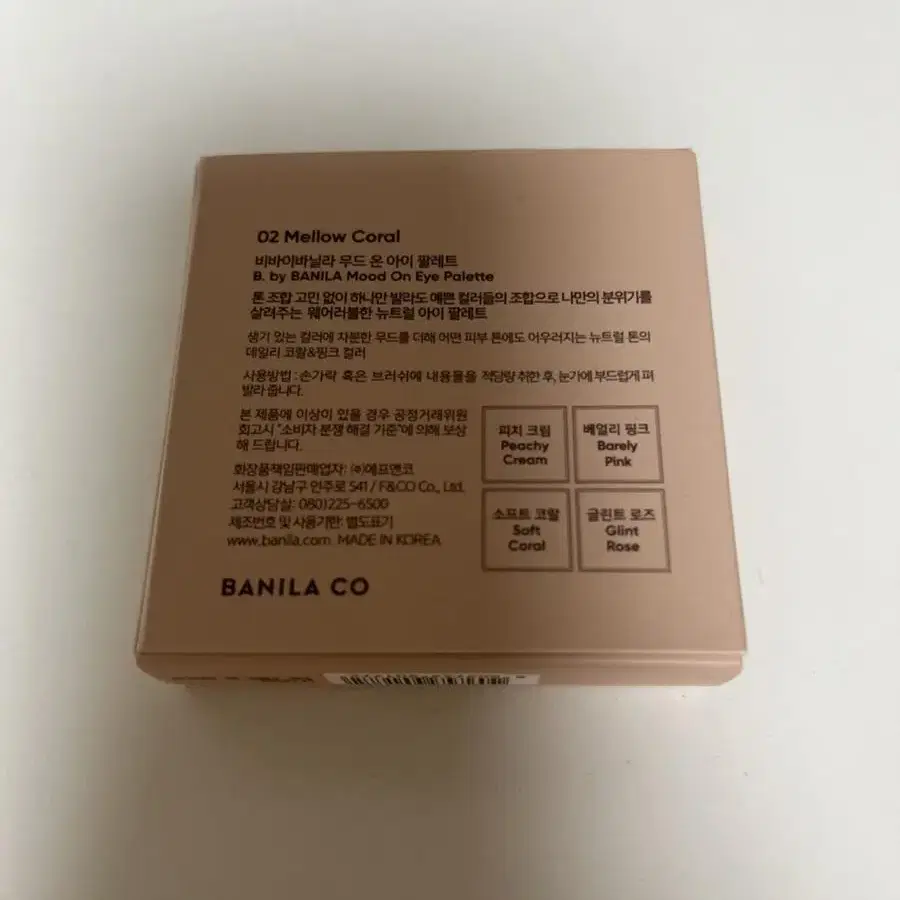 02 Mellow Coral
비바이바닐라 무드 온 아이 팔레트
B. by BANILA Mood On Eye Palette
톤 조합 고민 없이 하나만 발라도 예쁜 컬러들의 조합으로 나만의 분위기를
살려주는 웨어러블한 뉴트럴 아이 팔레트
생기 있는 컬러에 차분한 무드를 더해 어떤 피부 톤에도 어우러지는 뉴트럴 톤의
데일리 코랄&핑크 컬러
사용방법 : 손가락 혹은 브러쉬에 내용물을 적당량 취한 후, 눈가에 부드럽게 펴
발라 줍니다.
본 제품에 이상이 있을 경우 공정거래위원
회고시 "소비자 분쟁 해결 기준"에 의해 보상
해 드립니다.
화장품책임판매업자: ㈜에프앤코
서울시 강남구 언주로 541 / F&CO Co., Ltd.
고객상담실: 080)225-6500
제조번호 및 사용기한: 별도표기
www.banila.com MADE IN KOREA
BANILA CO
피치 크림
Peachy
Cream
베얼리 핑크
Barely
Pink
소프트 코랄
Soft
Coral
글린트 로즈
Glint
Rose